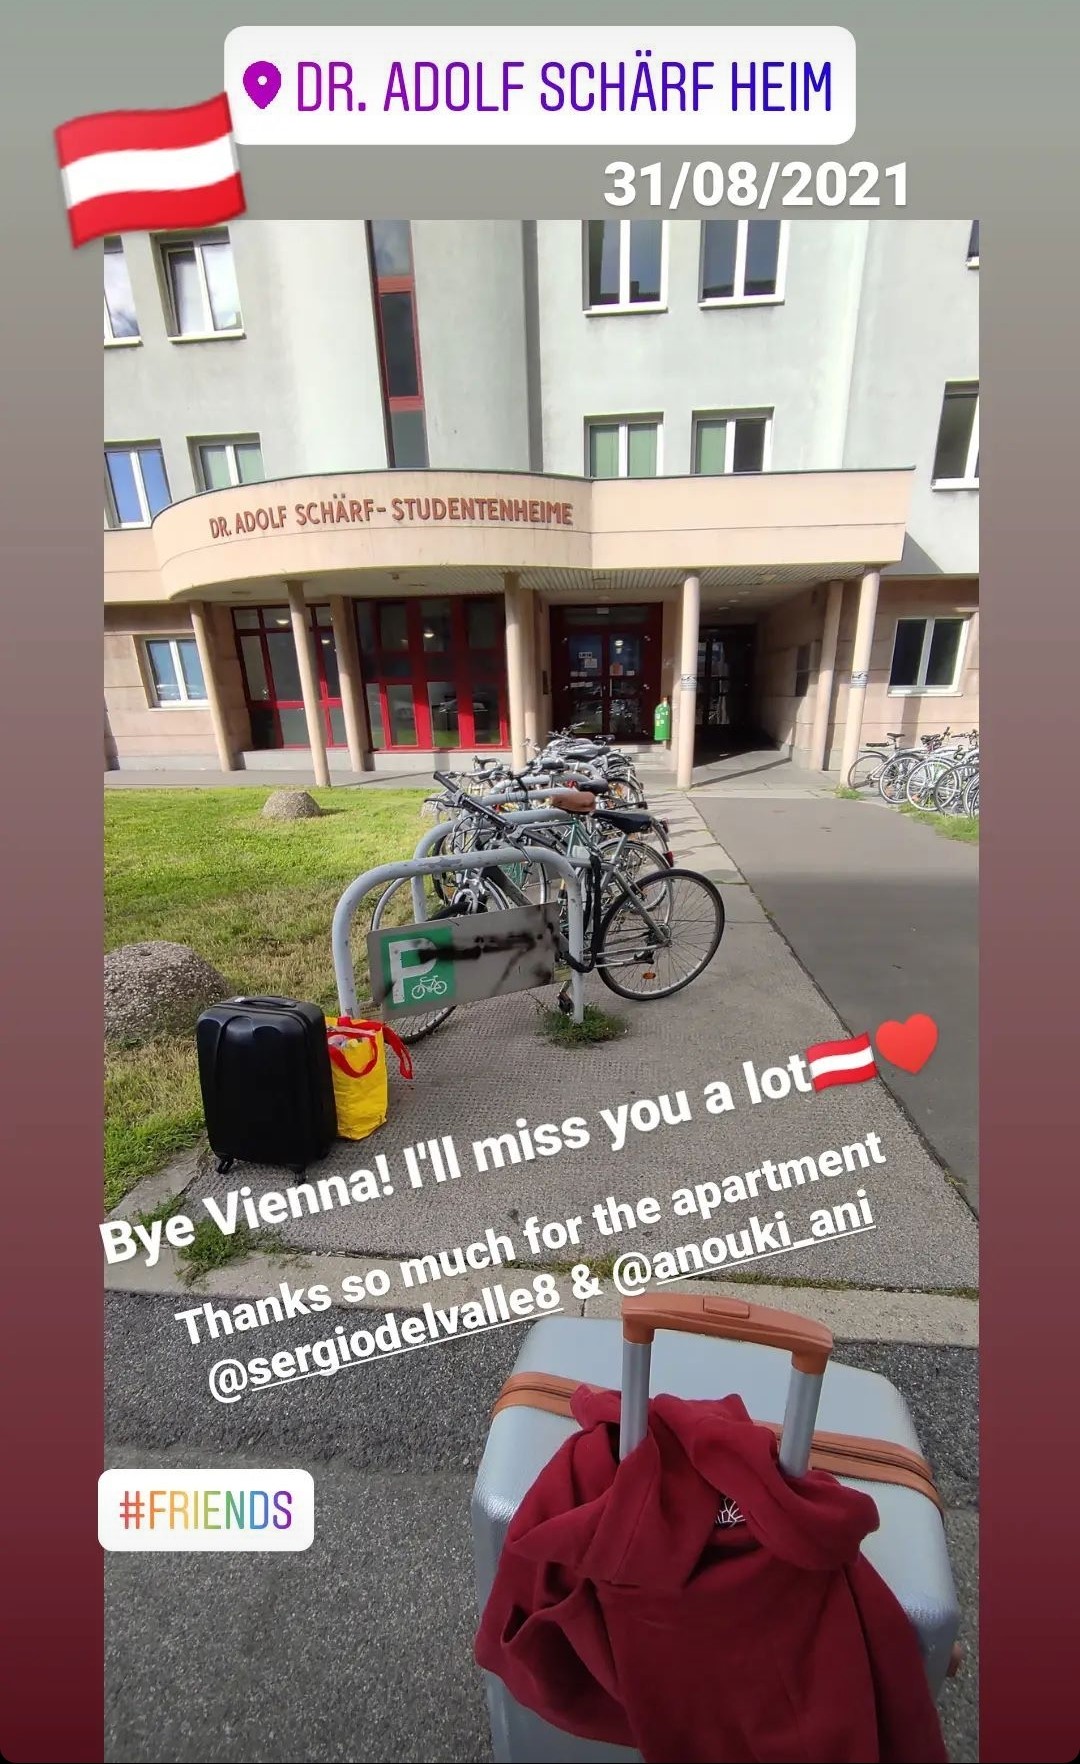 DR. ADOLF SCHÄRF HEIM
31/08/2021
DR. ADOLF SCHÄRF-STUDENTENHEIME
P
Bye Vienna! I'll miss you a lot🇦🇹❤️
Thanks so much for the apartment
@sergiodelvalle8 & @anouki_ani
#FRIENDS